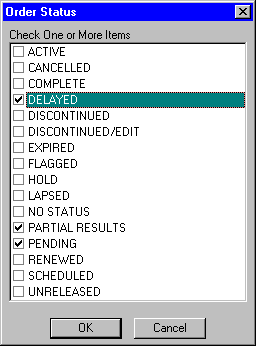 Order Status
Check One or More Items
ACTIVE
CANCELLED
COMPLETE
DELAYED
DISCONTINUED
DISCONTINUED/EDIT
EXPIRED
FLAGGED
HOLD
LAPSED
NO STATUS
PARTIAL RESULTS
PENDING
RENEWED
SCHEDULED
UNRELEASED
OK Cancel